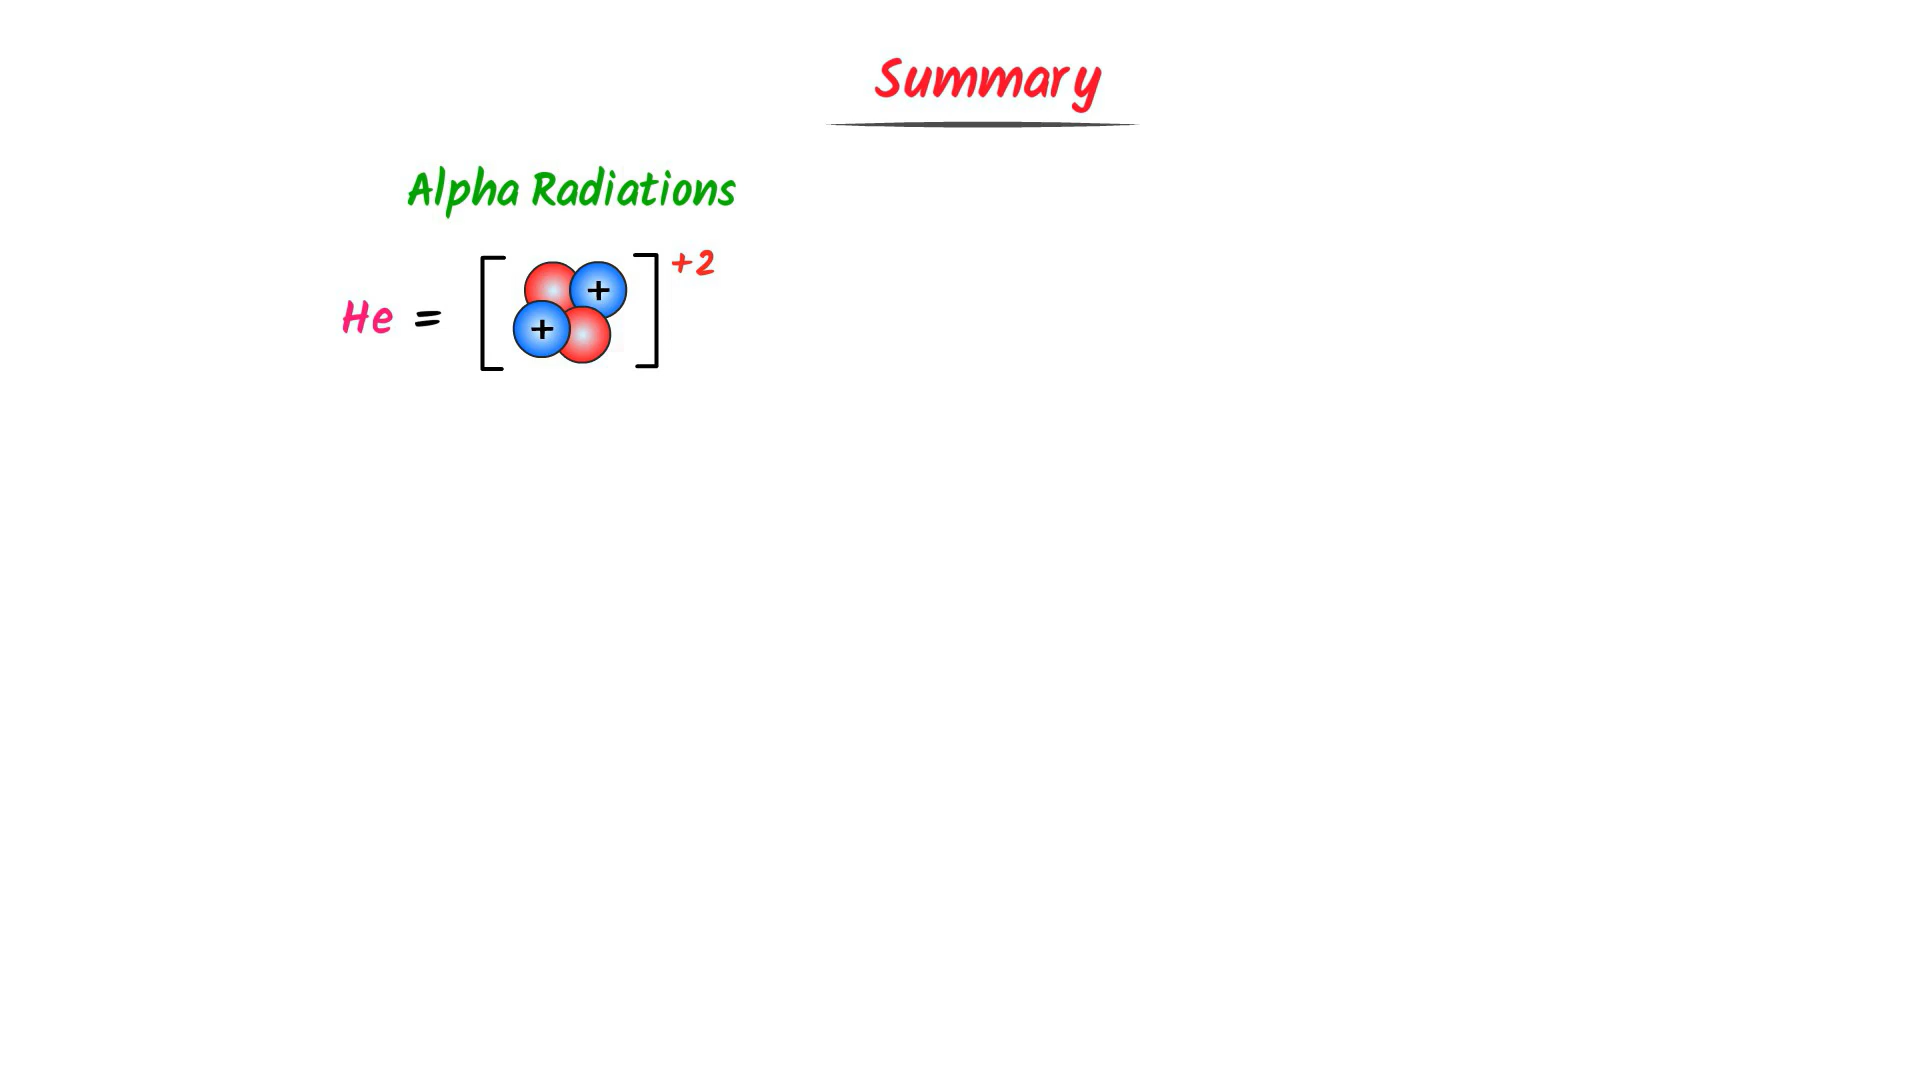 Summary
Alpha Radiations
He = [ + + ] +2